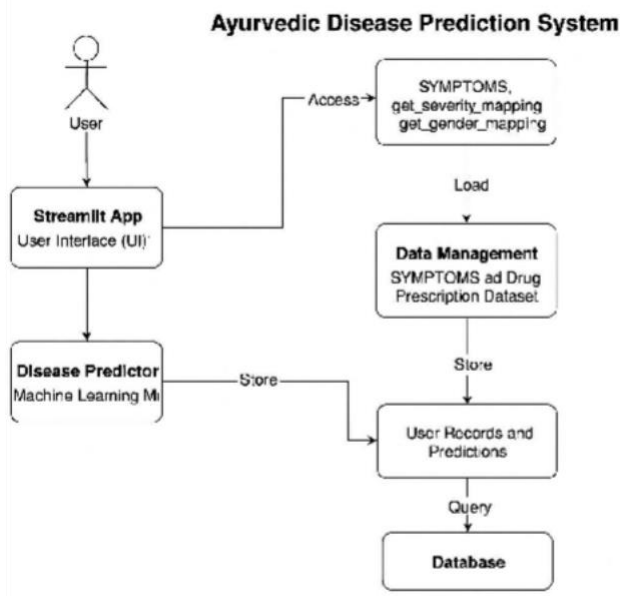 Ayurvedic Disease Prediction System
User
Access
SYMPTOMS,
get_severity_mapping
get_gender_mapping
Load
Streamlit App
User Interface (UI)
Data Management
SYMPTOMS ad Drug
Prescription Dataset
Store
Disease Predictor
Machine Learning
Store
User Records and
Predictions
Query
Database